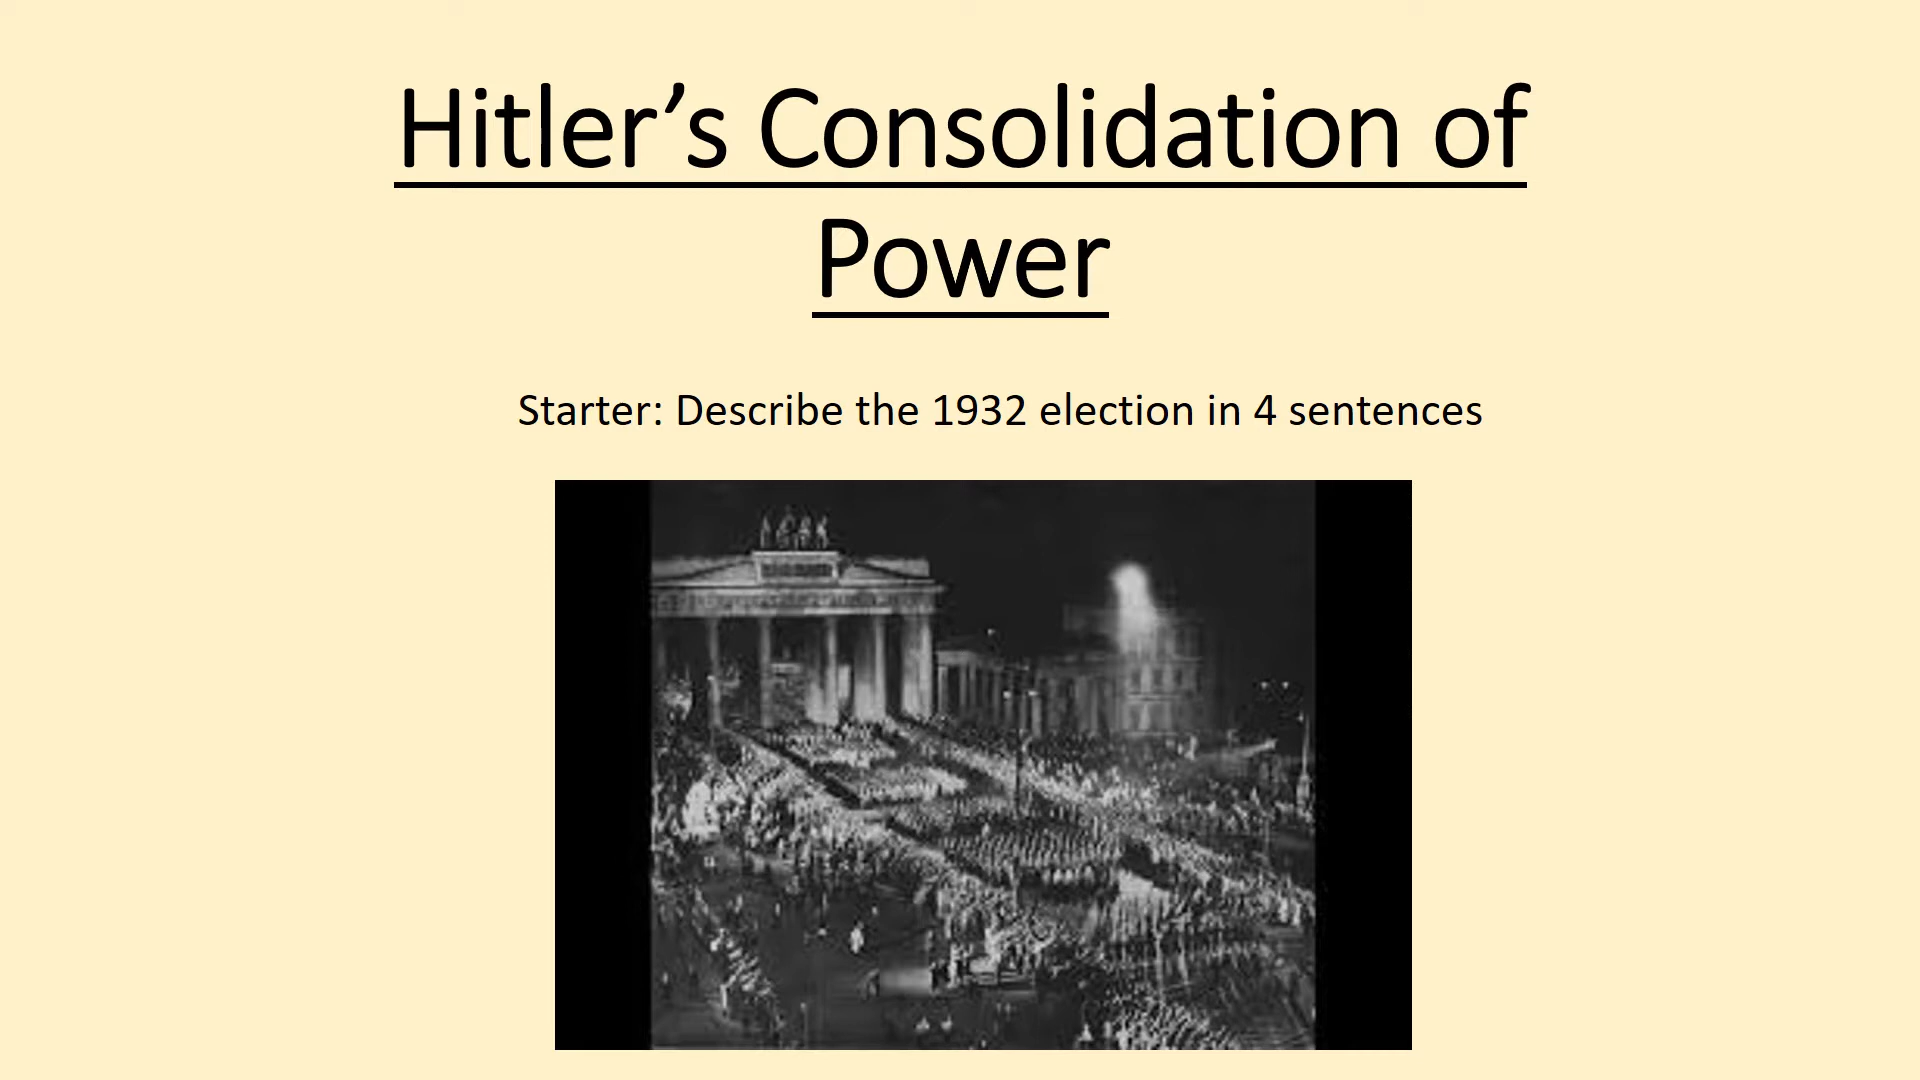 Hitler’s Consolidation of
Power
Starter: Describe the 1932 election in 4 sentences